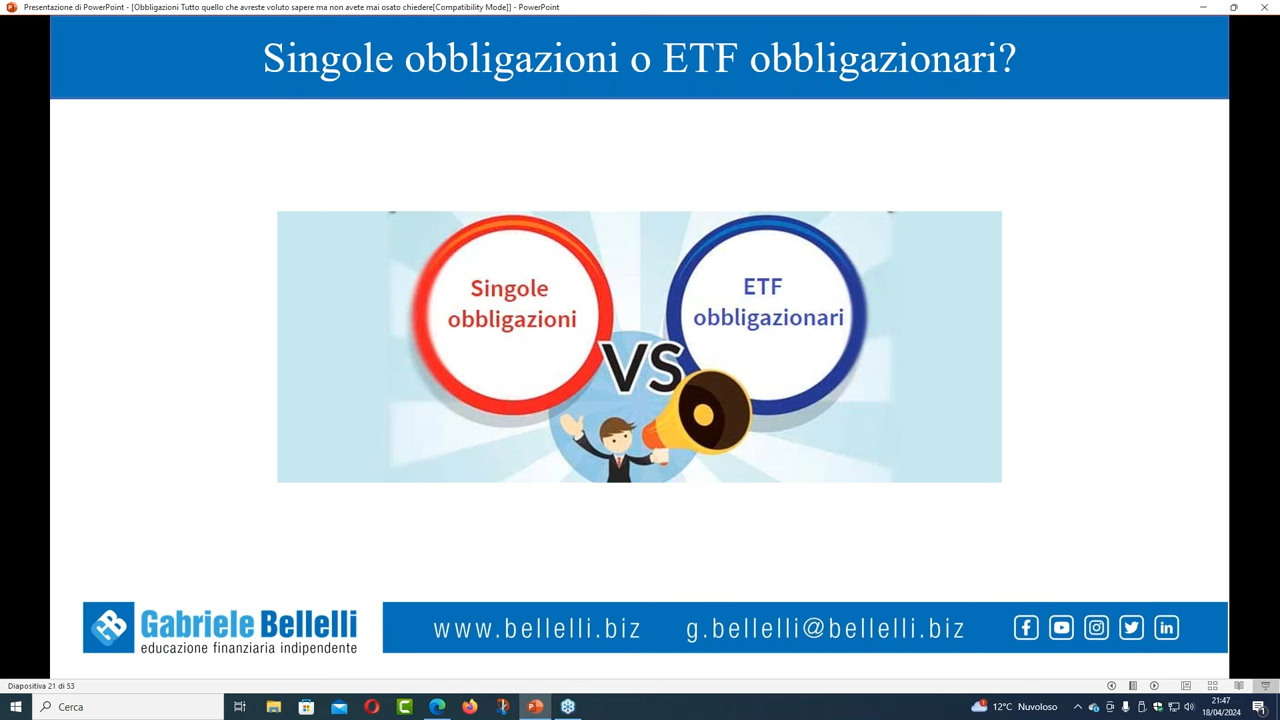 Presentazione di PowerPoint - [Obbligazioni Tutto quello che avreste voluto sapere ma non avete mai osato chiedere[Compatibility Mode]] - PowerPoint
Singole obbligazioni o ETF obbligazionari?
Singole
obbligazioni
ETF
obbligazionari
VS
Gabriele Bellelli
educazione finanziaria indipendente
www.bellelli.biz
g.bellelli@bellelli.biz
Diapositiva 21 di 53
Cerca
12°C Nuvoloso
21:47
18/04/2024